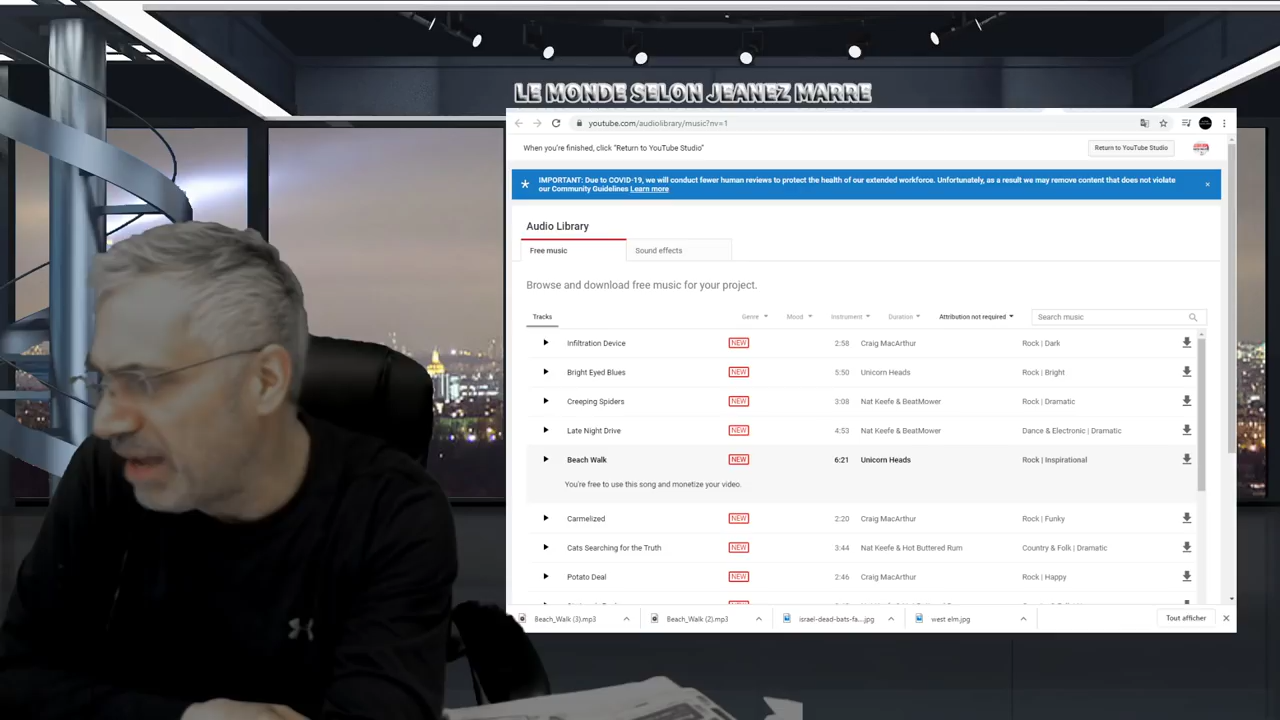 LE MONDE SELON JEANEZ MARRE
youtube.com/audiolibrary/music?nv=1
When you're finished, click "Return to YouTube Studio"
Return to YouTube Studio
IMPORTANT: Due to COVID-19, we will conduct fewer human reviews to protect the health of our extended workforce. Unfortunately, as a result we may remove content that does not violate
our Community Guidelines Learn more
Audio Library
Free music
Sound effects
Browse and download free music for your project.
Tracks Genre Mood Instrument Duration Attribution not required Search music
Infiltration Device NEW 2:58 Craig MacArthur Rock | Dark
Bright Eyed Blues NEW 5:50 Unicorn Heads Rock | Bright
Creeping Spiders NEW 3:08 Nat Keefe & BeatMower Rock | Dramatic
Late Night Drive NEW 4:53 Nat Keefe & BeatMower Dance & Electronic | Dramatic
Beach Walk NEW 6:21 Unicorn Heads Rock | Inspirational
You're free to use this song and monetize your video.
Carmelized NEW 2:20 Craig MacArthur Rock | Funky
Cats Searching for the Truth NEW 3:44 Nat Keefe & Hot Buttered Rum Country & Folk | Dramatic
Potato Deal NEW 2:46 Craig MacArthur Rock | Happy
Beach_Walk (3).mp3 Beach_Walk (2).mp3 israel-dead-bats-fa....jpg west elm.jpg Tout afficher